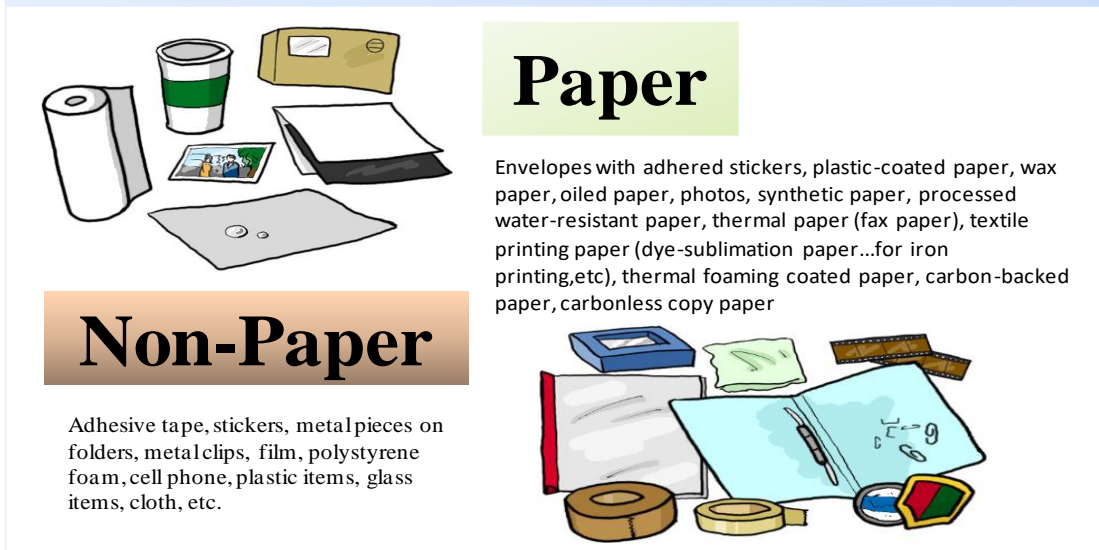 Paper
Envelopes with adhered stickers, plastic-coated paper, wax
paper, oiled paper, photos, synthetic paper, processed
water-resistant paper, thermal paper (fax paper), textile
printing paper (dye-sublimation paper...for iron
printing,etc), thermal foaming coated paper, carbon-backed
paper, carbonless copy paper
Non-Paper
Adhesive tape, stickers, metal pieces on
folders, metal clips, film, polystyrene
foam, cell phone, plastic items, glass
items, cloth, etc.